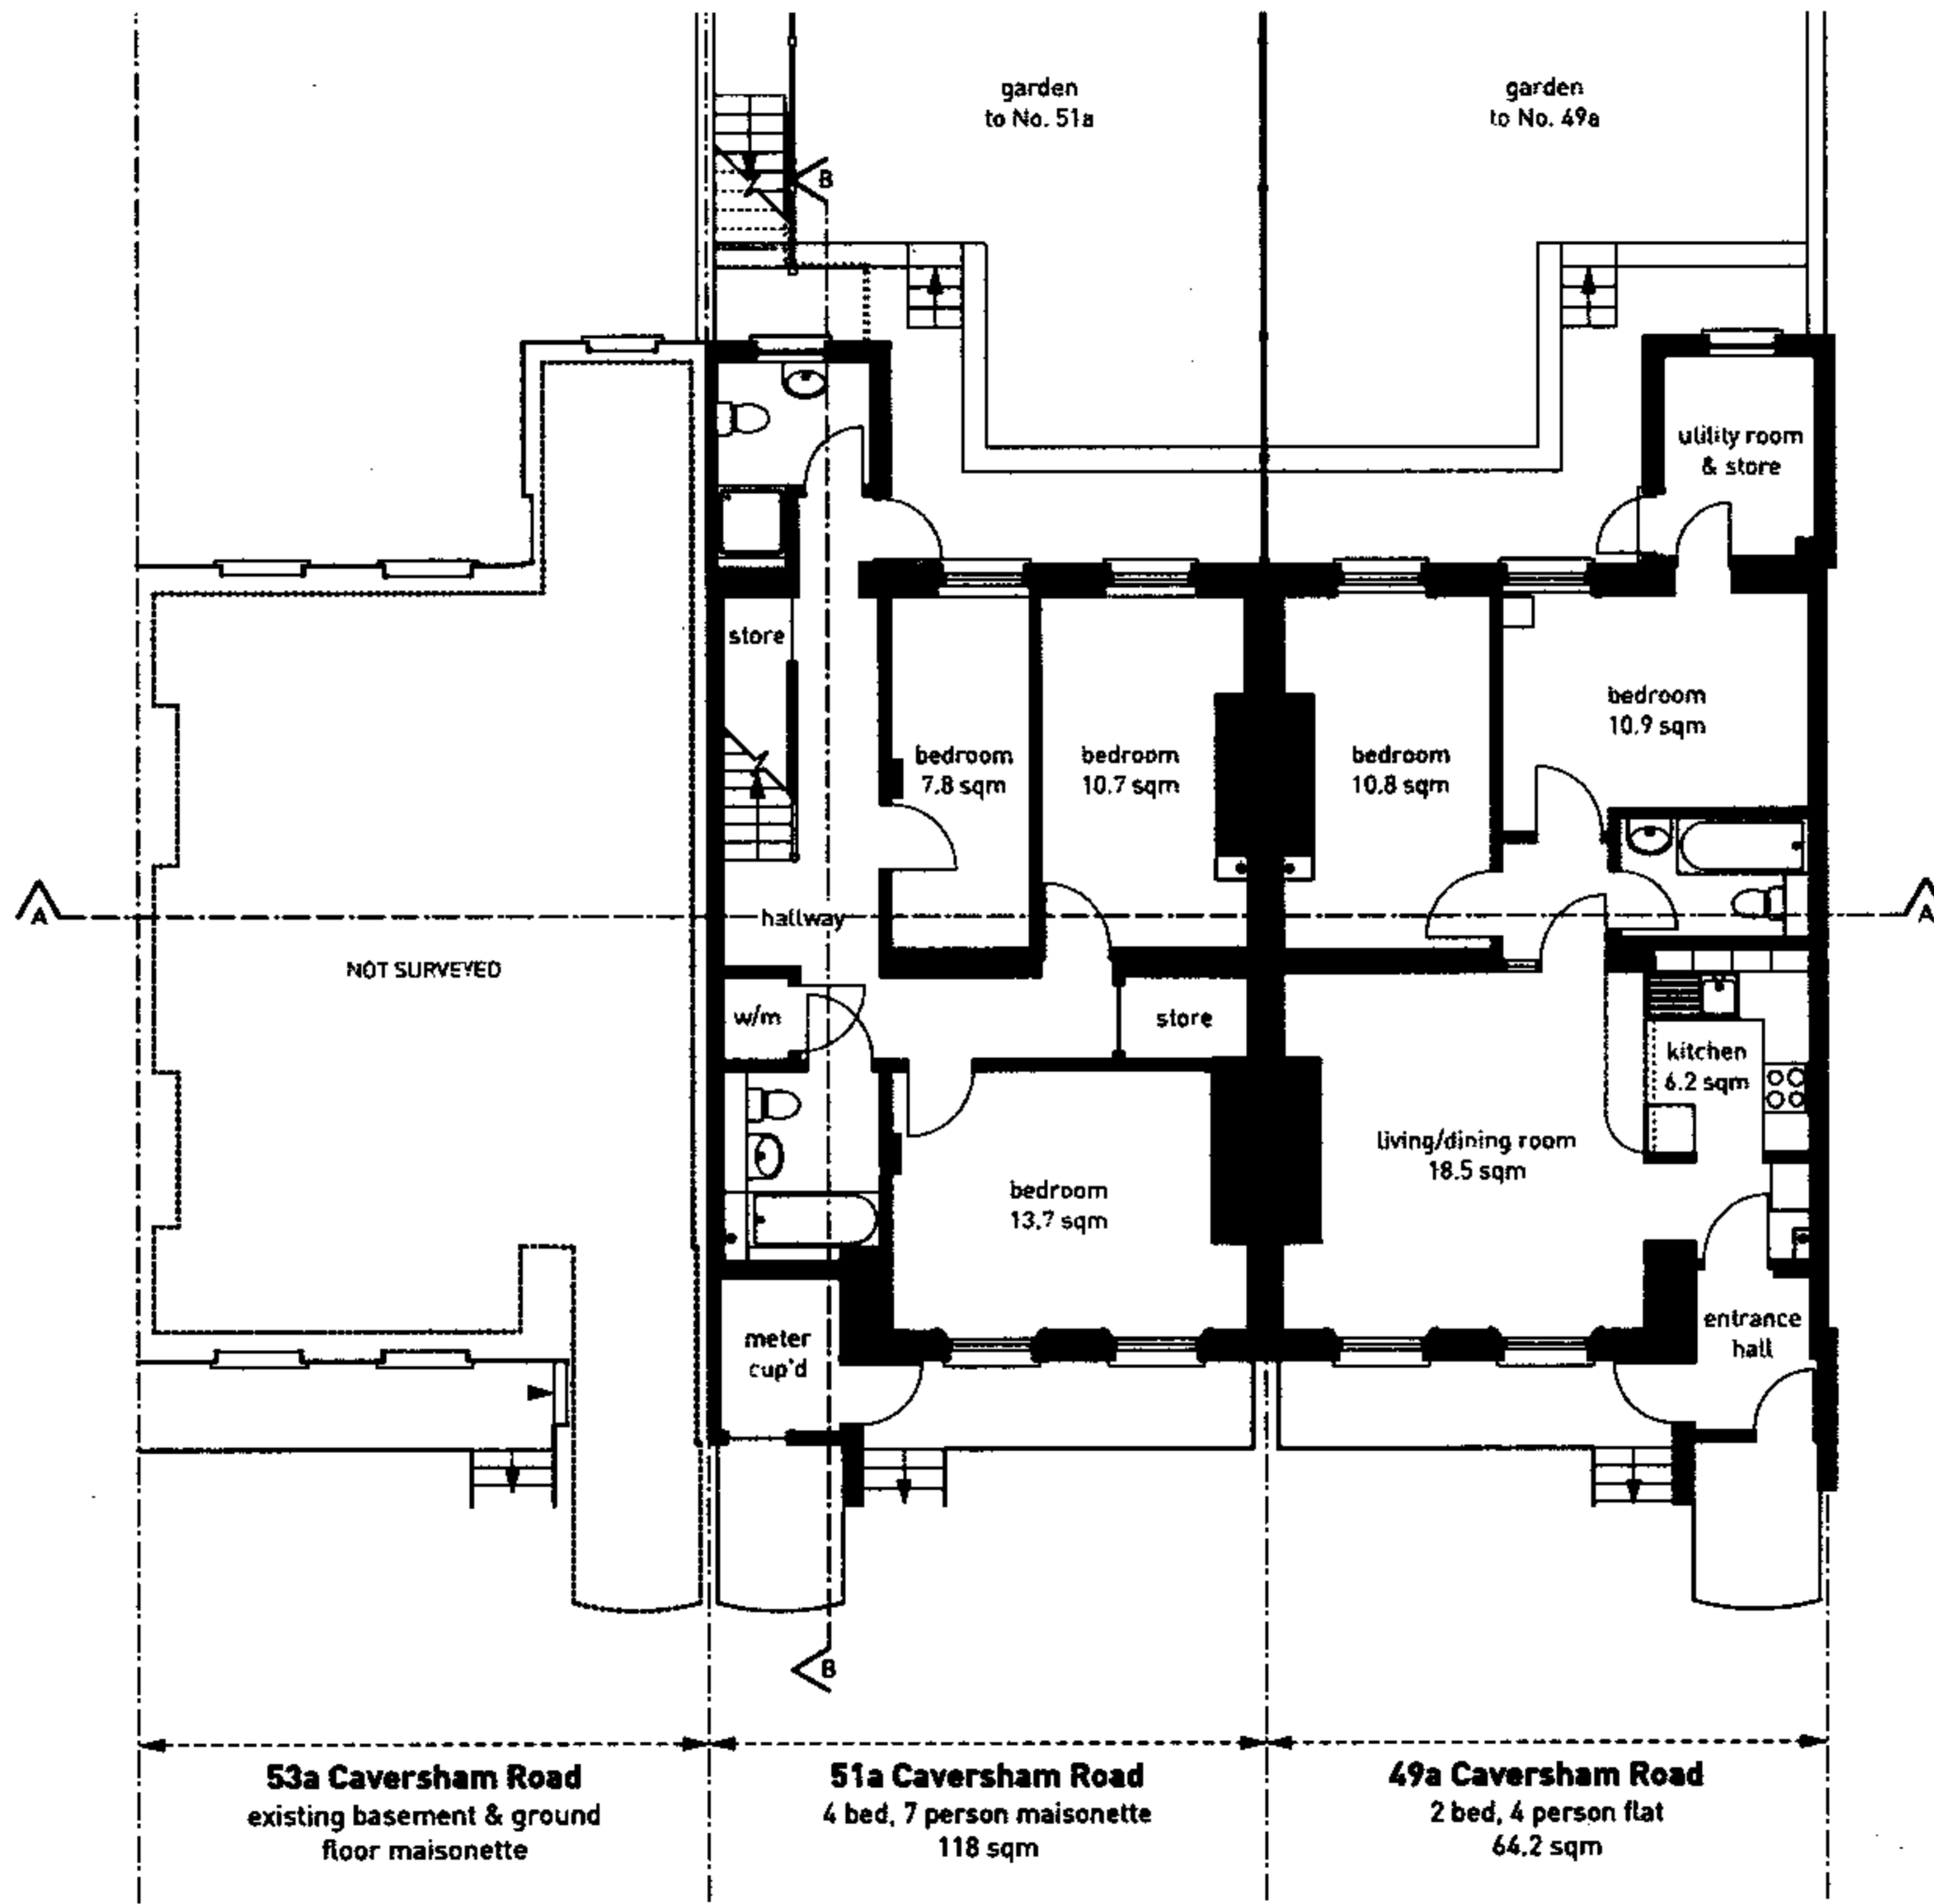 garden
to No. 51a
garden
to No. 49a
B
utility room
& store
store
bedroom
7.8 sqm
bedroom
10.7 sqm
bedroom
10.8 sqm
bedroom
10.9 sqm
A
hallway
A
NOT SURVEYED
w/m
store
kitchen
6.2 sqm
living/dining room
18.5 sqm
bedroom
13.7 sqm
meter
cup'd
entrance
hall
B
53a Caversham Road
existing basement & ground
floor maisonette
51a Caversham Road
4 bed, 7 person maisonette
118 sqm
49a Caversham Road
2 bed, 4 person flat
64.2 sqm